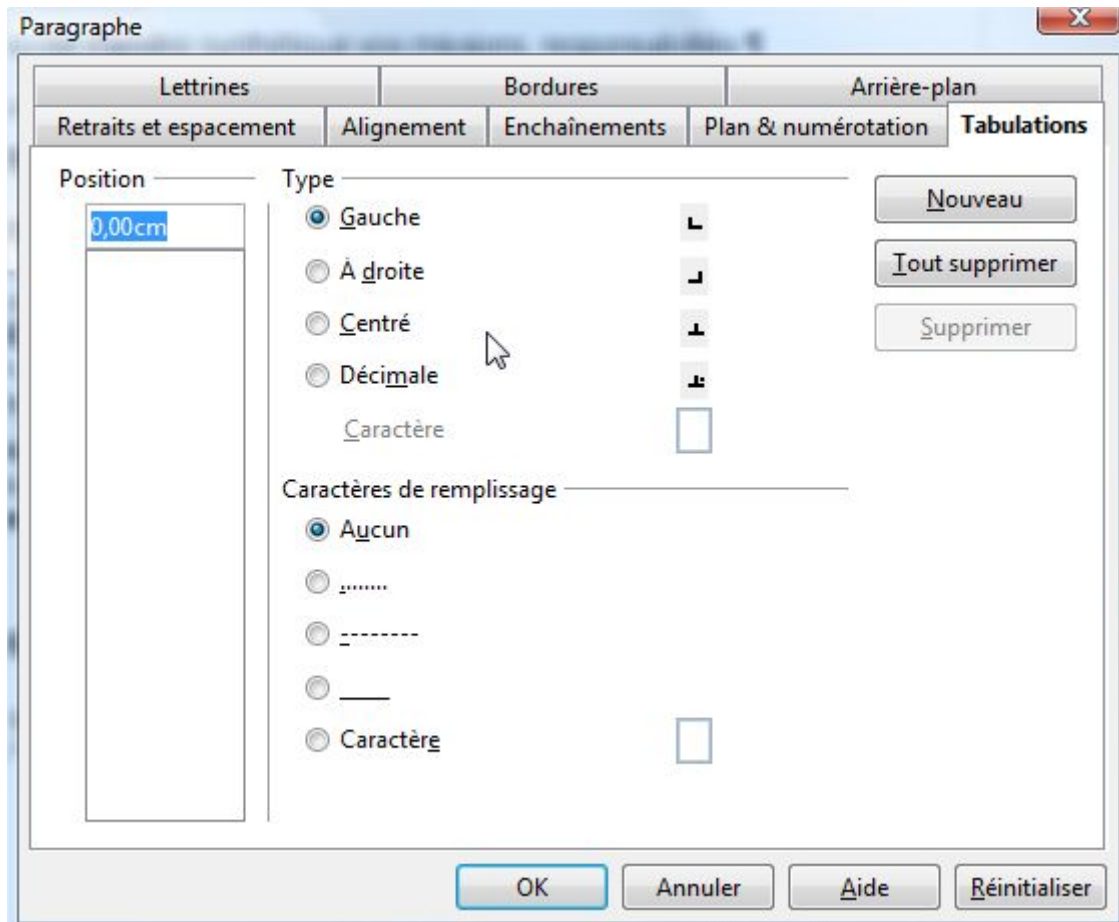 Paragraphe
X
Lettrines Bordures Arrière-plan
Retraits et espacement Alignement Enchaînements Plan & numérotation Tabulations
Position
0,00cm
Type
Gauche
À droite
Centré
Décimale
Caractère
Caractères de remplissage
Aucun
........
--------
____
Caractère
Nouveau
Tout supprimer
Supprimer
OK Annuler Aide Réinitialiser